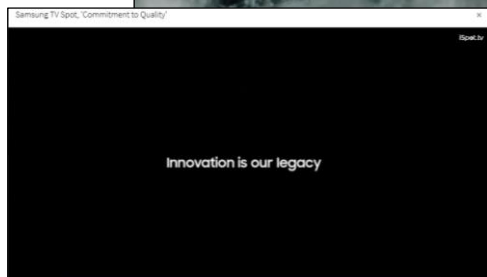 Samsung TV Spot, 'Commitment to Quality'
×
iSpot.tv
Innovation is our legacy